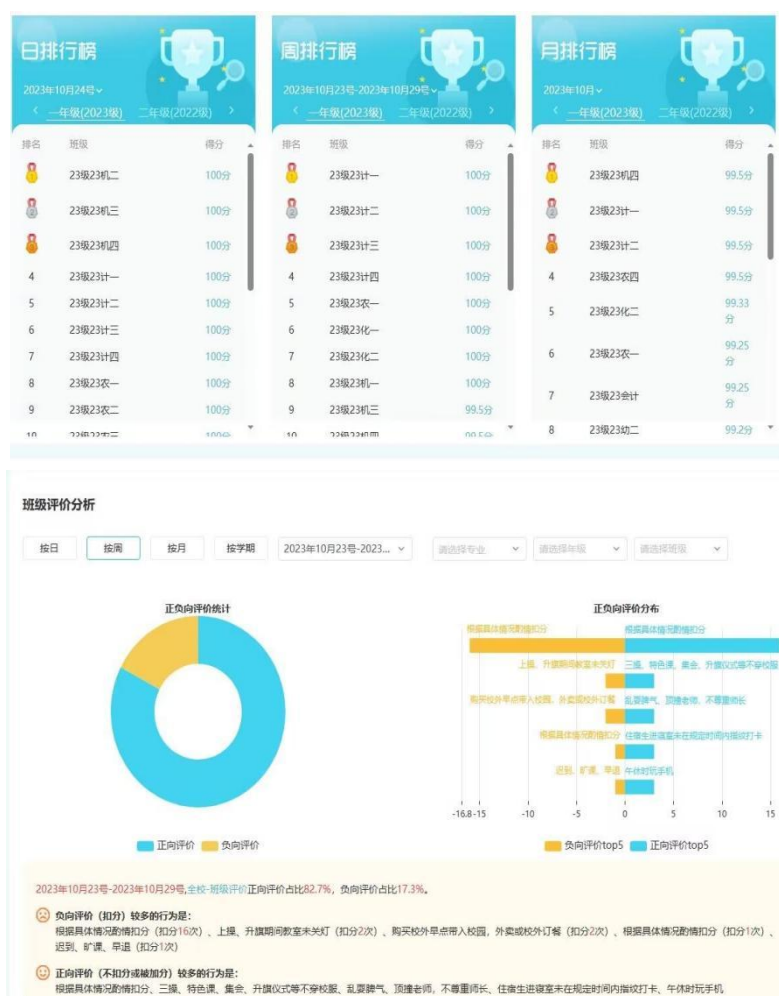 日排行榜
2023年10月24号
一年级(2023级) 二年级(2022级)
排名 班级 得分
1 23级23机二 100分
2 23级23机三 100分
3 23级23机四 100分
4 23级23计一 100分
5 23级23计二 100分
6 23级23计三 100分
7 23级23计四 100分
8 23级23农一 100分
9 23级23农二 100分
10 23级23农三 100分
周排行榜
2023年10月23号-2023年10月29号
一年级(2023级) 二年级(2022级)
排名 班级 得分
1 23级23计一 100分
2 23级23计二 100分
3 23级23计三 100分
4 23级23计四 100分
5 23级23农一 100分
6 23级23化一 100分
7 23级23化二 100分
8 23级23机一 100分
9 23级23机三 99.5分
10 23级23机四 99.5分
月排行榜
2023年10月
一年级(2023级) 二年级(2022级)
排名 班级 得分
1 23级23机四 99.5分
2 23级23计一 99.5分
3 23级23计二 99.5分
4 23级23农四 99.5分
5 23级23化二 99.33分
6 23级23农一 99.25分
7 23级23会计 99.25分
8 23级23幼二 99.2分
班级评价分析
按日 按周 按月 按学期 2023年10月23号-2023... 请选择专业 请选择年级 请选择班级
正负向评价统计
正向评价 负向评价
正负向评价分布
根据具体情况酌情扣分 根据具体情况酌情扣分
上操、升旗期间教室未关灯 三操、特色课、集会、升旗仪式等不穿校服
购买校外早点带入校园，外卖或校外订餐 乱耍脾气、顶撞老师，不尊重师长
根据具体情况酌情扣分 住宿生进寝室未在规定时间内指纹打卡
迟到、旷课、早退 午休时玩手机
-16.8 -15 -10 -5 0 5 10 15
负向评价top5 正向评价top5
2023年10月23号-2023年10月29号,全校-班级评价正向评价占比82.7%，负向评价占比17.3%。
负向评价（扣分）较多的行为是：
根据具体情况酌情扣分（扣分16次）、上操、升旗期间教室未关灯（扣分2次）、购买校外早点带入校园，外卖或校外订餐（扣分2次）、根据具体情况酌情扣分（扣分1次）、
迟到、旷课、早退（扣分1次）
正向评价（不扣分或被加分）较多的行为是：
根据具体情况酌情扣分、三操、特色课、集会、升旗仪式等不穿校服、乱耍脾气、顶撞老师，不尊重师长、住宿生进寝室未在规定时间内指纹打卡、午休时玩手机